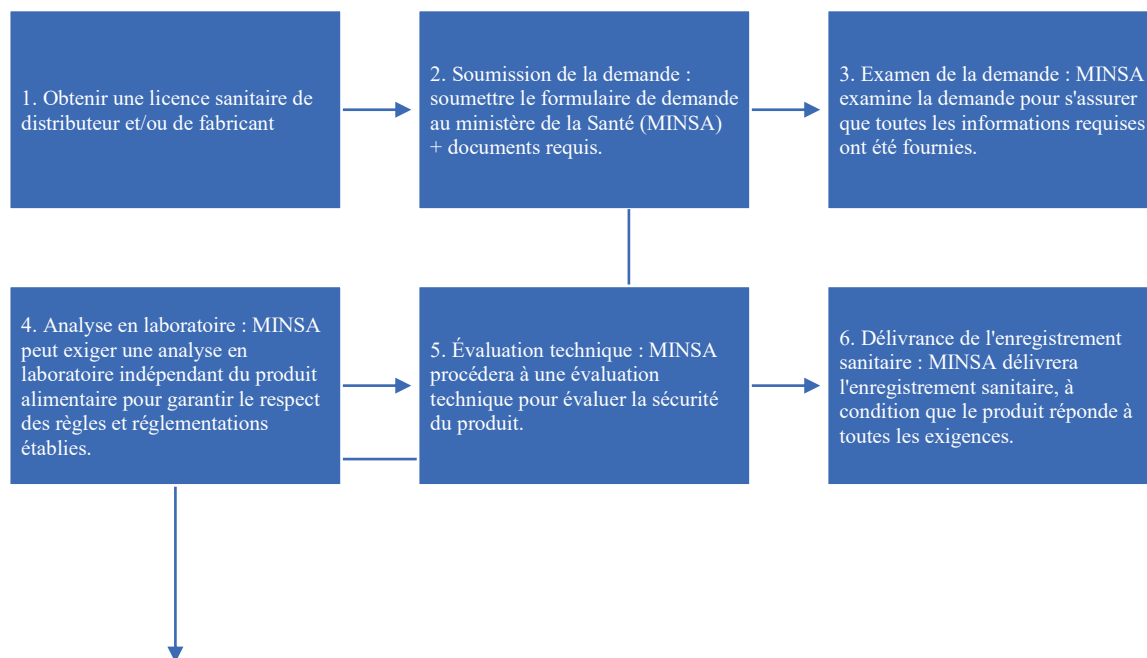 1. Obtenir une licence sanitaire de
distributeur et/ou de fabricant
2. Soumission de la demande :
soumettre le formulaire de demande
au ministère de la Santé (MINSA)
+ documents requis.
3. Examen de la demande : MINSA
examine la demande pour s'assurer
que toutes les informations requises
ont été fournies.
4. Analyse en laboratoire : MINSA
peut exiger une analyse en
laboratoire indépendant du produit
alimentaire pour garantir le respect
des règles et réglementations
établies.
5. Évaluation technique : MINSA
procédera à une évaluation
technique pour évaluer la sécurité
du produit.
6. Délivrance de l'enregistrement
sanitaire : MINSA délivrera
l'enregistrement sanitaire, à
condition que le produit réponde à
toutes les exigences.